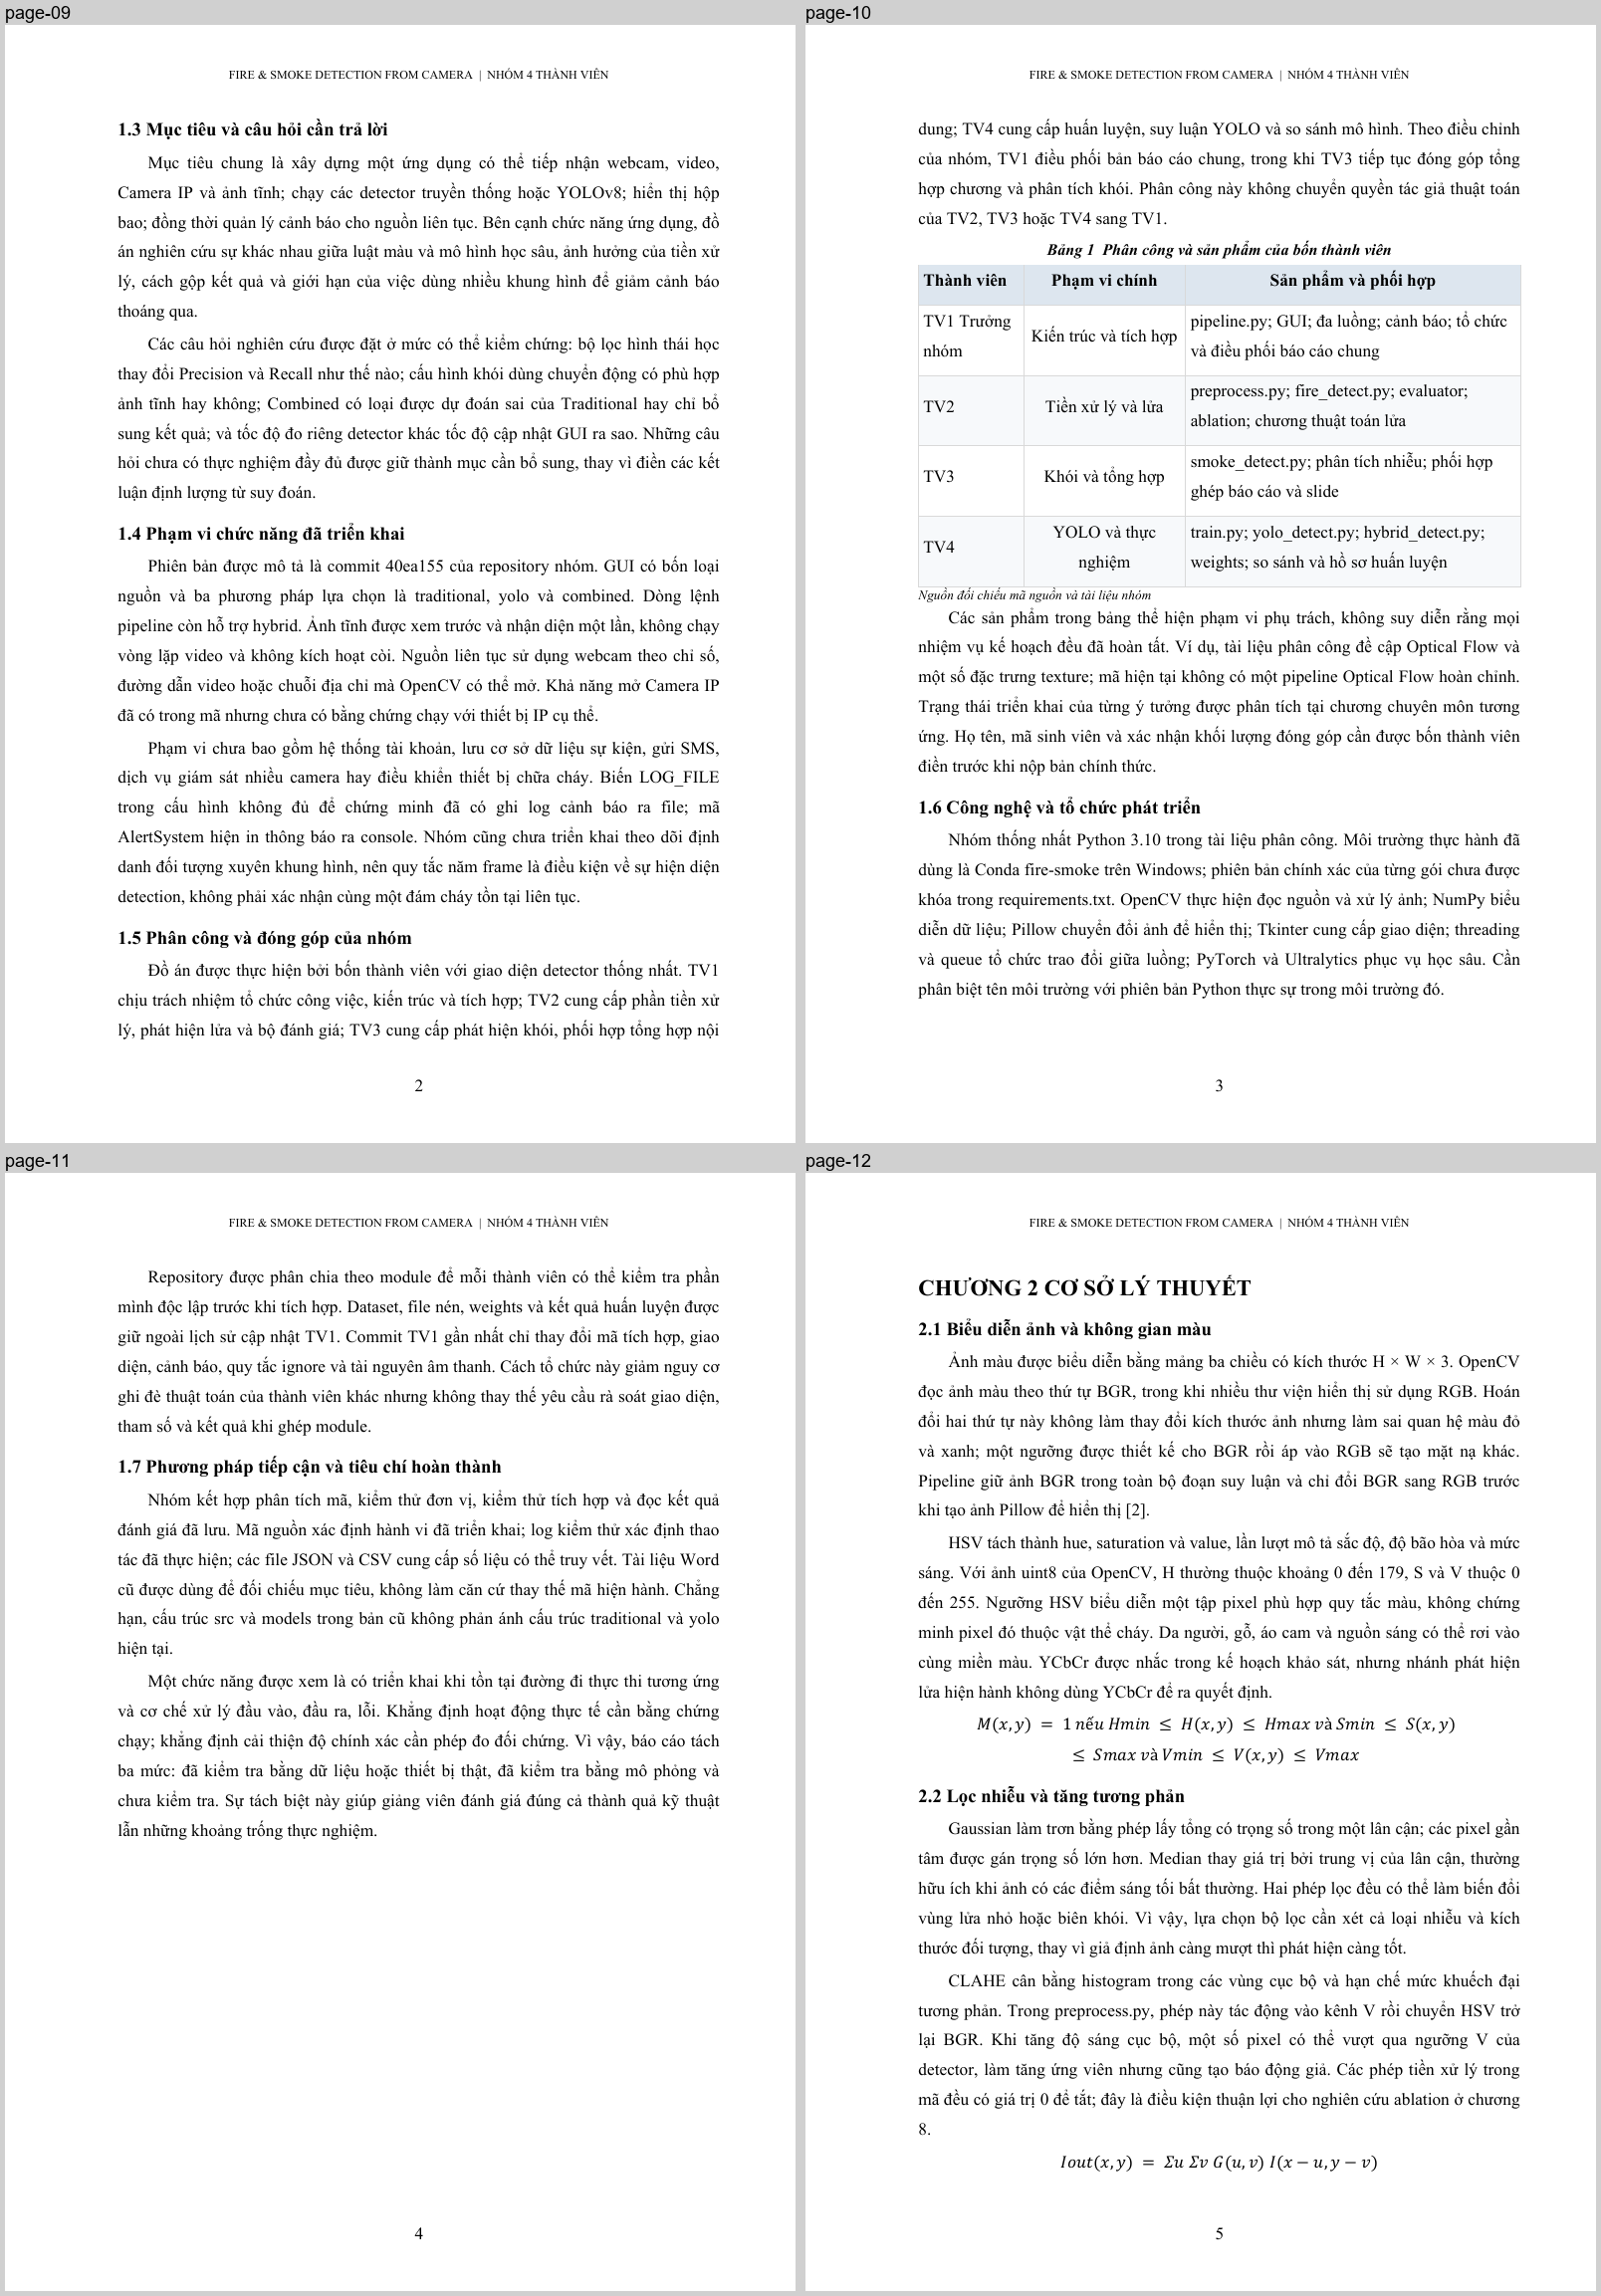 page-09
FIRE & SMOKE DETECTION FROM CAMERA | NHÓM 4 THÀNH VIÊN
1.3 Mục tiêu và câu hỏi cần trả lời
Mục tiêu chung là xây dựng một ứng dụng có thể tiếp nhận webcam, video,
Camera IP và ảnh tĩnh; chạy các detector truyền thống hoặc YOLOv8; hiển thị hộp
bao; đồng thời quản lý cảnh báo cho nguồn liên tục. Bên cạnh chức năng ứng dụng, đồ
án nghiên cứu sự khác nhau giữa luật màu và mô hình học sâu, ảnh hưởng của tiền xử
lý, cách gộp kết quả và giới hạn của việc dùng nhiều khung hình để giảm cảnh báo
thoáng qua.
Các câu hỏi nghiên cứu được đặt ở mức có thể kiểm chứng: bộ lọc hình thái học
thay đổi Precision và Recall như thế nào; cấu hình khói dùng chuyển động có phù hợp
ảnh tĩnh hay không; Combined có loại được dự đoán sai của Traditional hay chỉ bổ
sung kết quả; và tốc độ đo riêng detector khác tốc độ cập nhật GUI ra sao. Những câu
hỏi chưa có thực nghiệm đầy đủ được giữ thành mục cần bổ sung, thay vì điền các kết
luận định lượng từ suy đoán.
1.4 Phạm vi chức năng đã triển khai
Phiên bản được mô tả là commit 40ea155 của repository nhóm. GUI có bốn loại
nguồn và ba phương pháp lựa chọn là traditional, yolo và combined. Dòng lệnh
pipeline còn hỗ trợ hybrid. Ảnh tĩnh được xem trước và nhận diện một lần, không chạy
vòng lặp video và không kích hoạt còi. Nguồn liên tục sử dụng webcam theo chỉ số,
đường dẫn video hoặc chuỗi địa chỉ mà OpenCV có thể mở. Khả năng mở Camera IP
đã có trong mã nhưng chưa có bằng chứng chạy với thiết bị IP cụ thể.
Phạm vi chưa bao gồm hệ thống tài khoản, lưu cơ sở dữ liệu sự kiện, gửi SMS,
dịch vụ giám sát nhiều camera hay điều khiển thiết bị chữa cháy. Biến LOG_FILE
trong cấu hình không đủ để chứng minh đã có ghi log cảnh báo ra file; mã
AlertSystem hiện in thông báo ra console. Nhóm cũng chưa triển khai theo dõi định
danh đối tượng xuyên khung hình, nên quy tắc năm frame là điều kiện về sự hiện diện
detection, không phải xác nhận cùng một đám cháy tồn tại liên tục.
1.5 Phân công và đóng góp của nhóm
Đồ án được thực hiện bởi bốn thành viên với giao diện detector thống nhất. TV1
chịu trách nhiệm tổ chức công việc, kiến trúc và tích hợp; TV2 cung cấp phần tiền xử
lý, phát hiện lửa và bộ đánh giá; TV3 cung cấp phát hiện khói, phối hợp tổng hợp nội
2
page-10
FIRE & SMOKE DETECTION FROM CAMERA | NHÓM 4 THÀNH VIÊN
dung; TV4 cung cấp huấn luyện, suy luận YOLO và so sánh mô hình. Theo điều chỉnh
của nhóm, TV1 điều phối bản báo cáo chung, trong khi TV3 tiếp tục đóng góp tổng
hợp chương và phân tích khói. Phân công này không chuyển quyền tác giả thuật toán
của TV2, TV3 hoặc TV4 sang TV1.
Bảng 1 Phân công và sản phẩm của bốn thành viên
Thành viên Phạm vi chính Sản phẩm và phối hợp
TV1 Trưởng
nhóm
Kiến trúc và tích hợp
pipeline.py; GUI; đa luồng; cảnh báo; tổ chức
và điều phối báo cáo chung
TV2
Tiền xử lý và lửa
preprocess.py; fire_detect.py; evaluator;
ablation; chương thuật toán lửa
TV3
Khói và tổng hợp
smoke_detect.py; phân tích nhiễu; phối hợp
ghép báo cáo và slide
TV4
YOLO và thực
nghiệm
train.py; yolo_detect.py; hybrid_detect.py;
weights; so sánh và hồ sơ huấn luyện
Nguồn đối chiếu mã nguồn và tài liệu nhóm
Các sản phẩm trong bảng thể hiện phạm vi phụ trách, không suy diễn rằng mọi
nhiệm vụ kế hoạch đều đã hoàn tất. Ví dụ, tài liệu phân công đề cập Optical Flow và
một số đặc trưng texture; mã hiện tại không có một pipeline Optical Flow hoàn chỉnh.
Trạng thái triển khai của từng ý tưởng được phân tích tại chương chuyên môn tương
ứng. Họ tên, mã sinh viên và xác nhận khối lượng đóng góp cần được bốn thành viên
điền trước khi nộp bản chính thức.
1.6 Công nghệ và tổ chức phát triển
Nhóm thống nhất Python 3.10 trong tài liệu phân công. Môi trường thực hành đã
dùng là Conda fire-smoke trên Windows; phiên bản chính xác của từng gói chưa được
khóa trong requirements.txt. OpenCV thực hiện đọc nguồn và xử lý ảnh; NumPy biểu
diễn dữ liệu; Pillow chuyển đổi ảnh để hiển thị; Tkinter cung cấp giao diện; threading
và queue tổ chức trao đổi giữa luồng; PyTorch và Ultralytics phục vụ học sâu. Cần
phân biệt tên môi trường với phiên bản Python thực sự trong môi trường đó.
3
page-11
FIRE & SMOKE DETECTION FROM CAMERA | NHÓM 4 THÀNH VIÊN
Repository được phân chia theo module để mỗi thành viên có thể kiểm tra phần
mình độc lập trước khi tích hợp. Dataset, file nén, weights và kết quả huấn luyện được
giữ ngoài lịch sử cập nhật TV1. Commit TV1 gần nhất chỉ thay đổi mã tích hợp, giao
diện, cảnh báo, quy tắc ignore và tài nguyên âm thanh. Cách tổ chức này giảm nguy cơ
ghi đè thuật toán của thành viên khác nhưng không thay thế yêu cầu rà soát giao diện,
tham số và kết quả khi ghép module.
1.7 Phương pháp tiếp cận và tiêu chí hoàn thành
Nhóm kết hợp phân tích mã, kiểm thử đơn vị, kiểm thử tích hợp và đọc kết quả
đánh giá đã lưu. Mã nguồn xác định hành vi đã triển khai; log kiểm thử xác định thao
tác đã thực hiện; các file JSON và CSV cung cấp số liệu có thể truy vết. Tài liệu Word
cũ được dùng để đối chiếu mục tiêu, không làm căn cứ thay thế mã hiện hành. Chẳng
hạn, cấu trúc src và models trong bản cũ không phản ánh cấu trúc traditional và yolo
hiện tại.
Một chức năng được xem là có triển khai khi tồn tại đường đi thực thi tương ứng
và cơ chế xử lý đầu vào, đầu ra, lỗi. Khẳng định hoạt động thực tế cần bằng chứng
chạy; khẳng định cải thiện độ chính xác cần phép đo đối chứng. Vì vậy, báo cáo tách
ba mức: đã kiểm tra bằng dữ liệu hoặc thiết bị thật, đã kiểm tra bằng mô phỏng và
chưa kiểm tra. Sự tách biệt này giúp giảng viên đánh giá đúng cả thành quả kỹ thuật
lẫn những khoảng trống thực nghiệm.
4
page-12
FIRE & SMOKE DETECTION FROM CAMERA | NHÓM 4 THÀNH VIÊN
CHƯƠNG 2 CƠ SỞ LÝ THUYẾT
2.1 Biểu diễn ảnh và không gian màu
Ảnh màu được biểu diễn bằng mảng ba chiều có kích thước H × W × 3. OpenCV
đọc ảnh màu theo thứ tự BGR, trong khi nhiều thư viện hiển thị sử dụng RGB. Hoán
đổi hai thứ tự này không làm thay đổi kích thước ảnh nhưng làm sai quan hệ màu đỏ
và xanh; một ngưỡng được thiết kế cho BGR rồi áp vào RGB sẽ tạo mặt nạ khác.
Pipeline giữ ảnh BGR trong toàn bộ đoạn suy luận và chỉ đổi BGR sang RGB trước
khi tạo ảnh Pillow để hiển thị [2].
HSV tách thành hue, saturation và value, lần lượt mô tả sắc độ, độ bão hòa và mức
sáng. Với ảnh uint8 của OpenCV, H thường thuộc khoảng 0 đến 179, S và V thuộc 0
đến 255. Ngưỡng HSV biểu diễn một tập pixel phù hợp quy tắc màu, không chứng
minh pixel đó thuộc vật thể cháy. Da người, gỗ, áo cam và nguồn sáng có thể rơi vào
cùng miền màu. YCbCr được nhắc trong kế hoạch khảo sát, nhưng nhánh phát hiện
lửa hiện hành không dùng YCbCr để ra quyết định.
M(x,y) = 1 nếu Hmin ≤ H(x,y) ≤ Hmax và Smin ≤ S(x,y)
≤ Smax và Vmin ≤ V(x,y) ≤ Vmax
2.2 Lọc nhiễu và tăng tương phản
Gaussian làm trơn bằng phép lấy tổng có trọng số trong một lân cận; các pixel gần
tâm được gán trọng số lớn hơn. Median thay giá trị bởi trung vị của lân cận, thường
hữu ích khi ảnh có các điểm sáng tối bất thường. Hai phép lọc đều có thể làm biến đổi
vùng lửa nhỏ hoặc biên khói. Vì vậy, lựa chọn bộ lọc cần xét cả loại nhiễu và kích
thước đối tượng, thay vì giả định ảnh càng mượt thì phát hiện càng tốt.
CLAHE cân bằng histogram trong các vùng cục bộ và hạn chế mức khuếch đại
tương phản. Trong preprocess.py, phép này tác động vào kênh V rồi chuyển HSV trở
lại BGR. Khi tăng độ sáng cục bộ, một số pixel có thể vượt qua ngưỡng V của
detector, làm tăng ứng viên nhưng cũng tạo báo động giả. Các phép tiền xử lý trong
mã đều có giá trị 0 để tắt; đây là điều kiện thuận lợi cho nghiên cứu ablation ở chương
8.
Iout(x,y) = Σu Σv G(u,v) I(x − u,y − v)
5